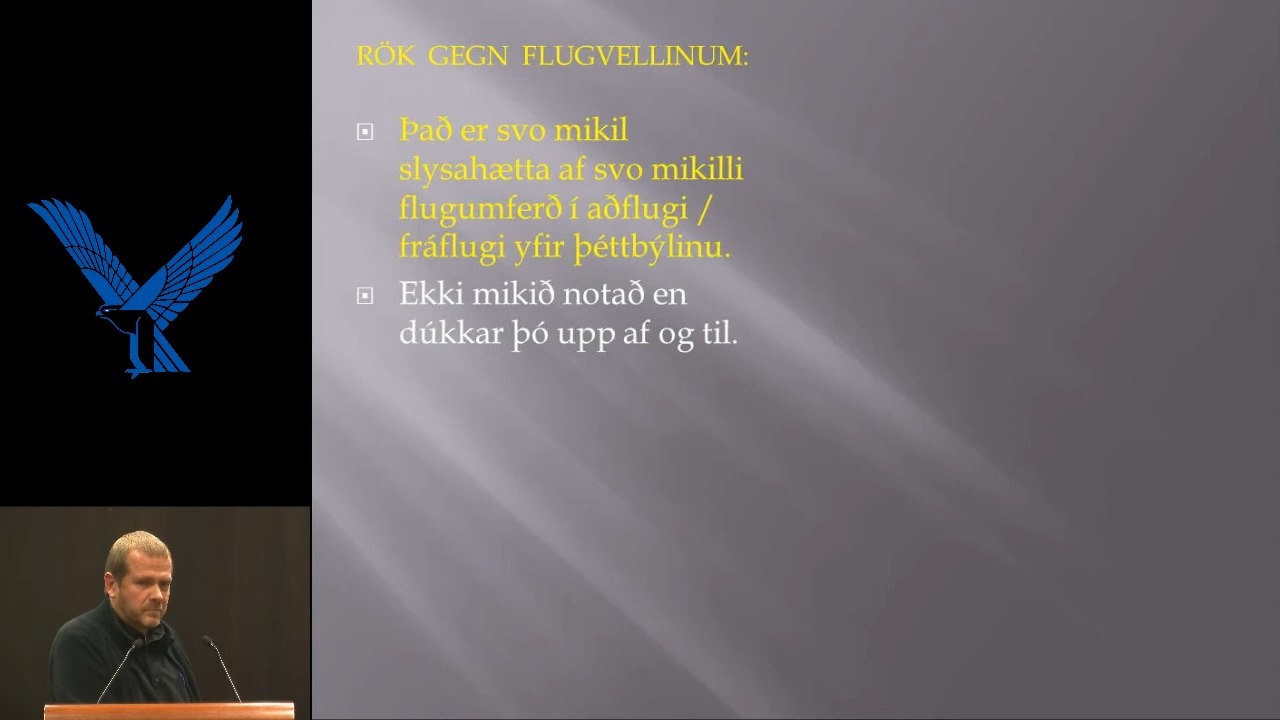 RÖK GEGN FLUGVELLINUM:
Það er svo mikil
slysahætta af svo mikilli
flugumferð í aðflugi /
fráflugi yfir þéttbýlinu.
Ekki mikið notað en
dúkkar þó upp af og til.